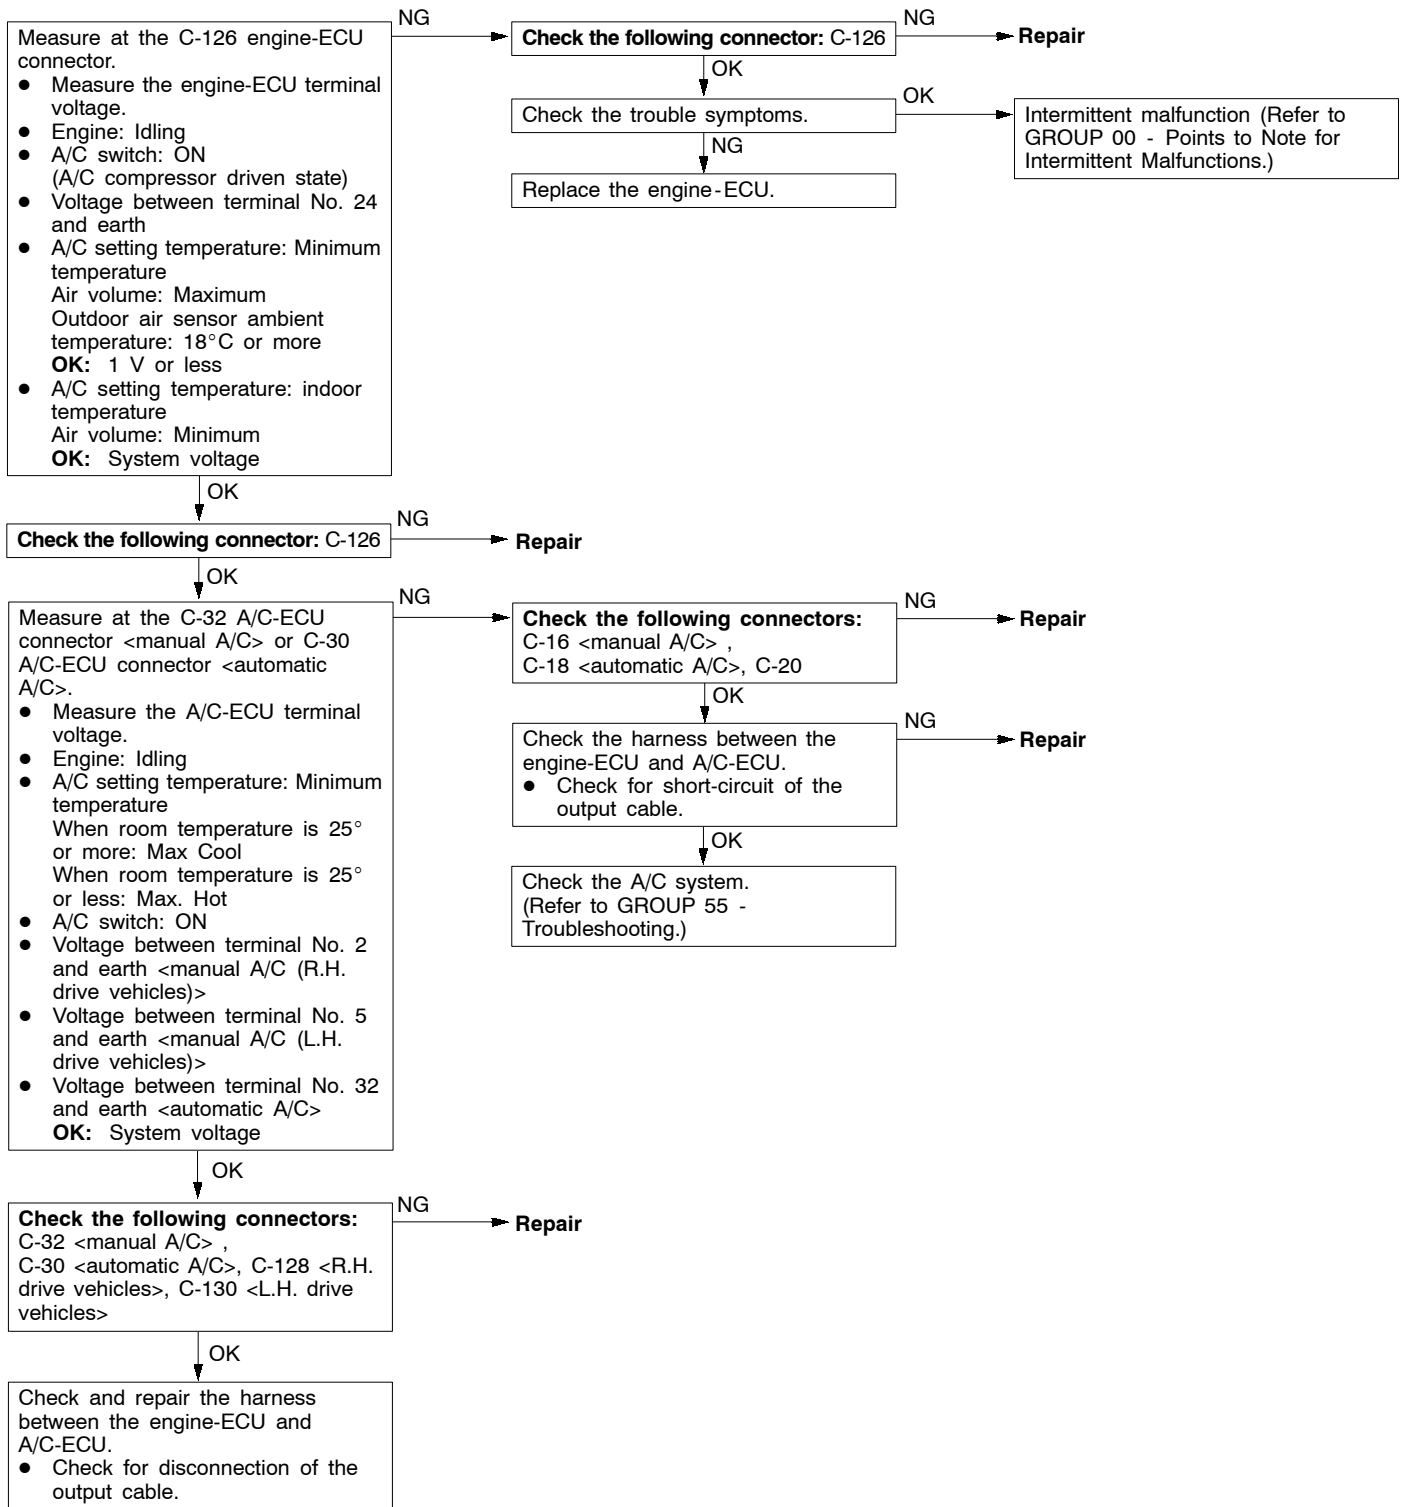 Measure at the C-126 engine-ECU
connector.
● Measure the engine-ECU terminal
voltage.
● Engine: Idling
● A/C switch: ON
(A/C compressor driven state)
● Voltage between terminal No. 24
and earth
● A/C setting temperature: Minimum
temperature
Air volume: Maximum
Outdoor air sensor ambient
temperature: 18°C or more
OK: 1 V or less
● A/C setting temperature: indoor
temperature
Air volume: Minimum
OK: System voltage
NG
Check the following connector: C-126
NG
Repair
OK
Check the trouble symptoms.
OK
Intermittent malfunction (Refer to
GROUP 00 - Points to Note for
Intermittent Malfunctions.)
NG
Replace the engine-ECU.
OK
Check the following connector: C-126
NG
Repair
OK
Measure at the C-32 A/C-ECU
connector <manual A/C> or C-30
A/C-ECU connector <automatic
A/C>.
● Measure the A/C-ECU terminal
voltage.
● Engine: Idling
● A/C setting temperature: Minimum
temperature
When room temperature is 25°
or more: Max Cool
When room temperature is 25°
or less: Max. Hot
● A/C switch: ON
● Voltage between terminal No. 2
and earth <manual A/C (R.H.
drive vehicles)>
● Voltage between terminal No. 5
and earth <manual A/C (L.H.
drive vehicles)>
● Voltage between terminal No. 32
and earth <automatic A/C>
OK: System voltage
NG
Check the following connectors:
C-16 <manual A/C> ,
C-18 <automatic A/C>, C-20
NG
Repair
OK
Check the harness between the
engine-ECU and A/C-ECU.
● Check for short-circuit of the
output cable.
NG
Repair
OK
Check the A/C system.
(Refer to GROUP 55 -
Troubleshooting.)
OK
Check the following connectors:
C-32 <manual A/C> ,
C-30 <automatic A/C>, C-128 <R.H.
drive vehicles>, C-130 <L.H. drive
vehicles>
NG
Repair
OK
Check and repair the harness
between the engine-ECU and
A/C-ECU.
● Check for disconnection of the
output cable.